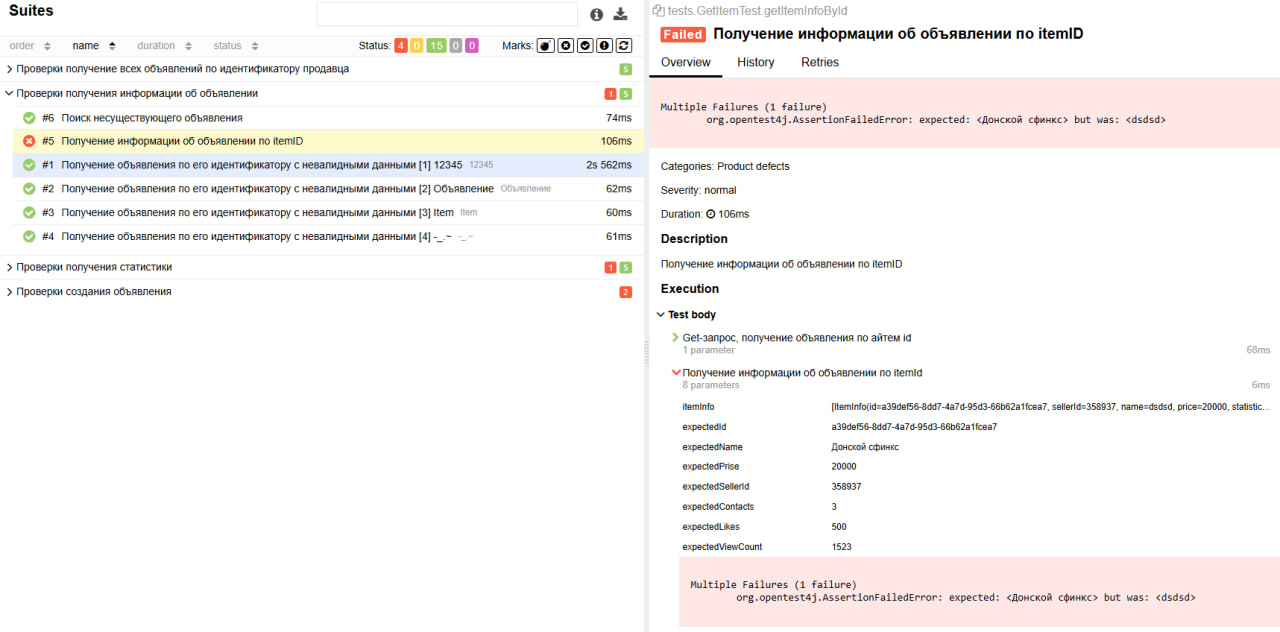 Suites
order name duration status Status: 4 0 15 0 0 Marks:
Проверки получение всех объявлений по идентификатору продавца 5
Проверки получения информации об объявлении 1 5
#6 Поиск несуществующего объявления 74ms
#5 Получение информации об объявлении по itemID 106ms
#1 Получение объявления по его идентификатору с невалидными данными [1] 12345 12345 2s 562ms
#2 Получение объявления по его идентификатору с невалидными данными [2] Объявление Объявление 62ms
#3 Получение объявления по его идентификатору с невалидными данными [3] Item Item 60ms
#4 Получение объявления по его идентификатору с невалидными данными [4] -_.~ -_.~ 61ms
Проверки получения статистики 1 5
Проверки создания объявления 2
tests.GetItemTest.getItemInfoById
Failed Получение информации об объявлении по itemID
Overview History Retries
Multiple Failures (1 failure)
org.opentest4j.AssertionFailedError: expected: <Донской сфинкс> but was: <dsdsd>
Categories: Product defects
Severity: normal
Duration: 106ms
Description
Получение информации об объявлении по itemID
Execution
Test body
Get-запрос, получение объявления по айтем id
1 parameter 68ms
Получение информации об объявлении по itemId
8 parameters 6ms
itemInfo [ItemInfo(id=a39def56-8dd7-4a7d-95d3-66b62a1fcea7, sellerId=358937, name=dsdsd, price=20000, statistic...
expectedId a39def56-8dd7-4a7d-95d3-66b62a1fcea7
expectedName Донской сфинкс
expectedPrise 20000
expectedSellerId 358937
expectedContacts 3
expectedLikes 500
expectedViewCount 1523
Multiple Failures (1 failure)
org.opentest4j.AssertionFailedError: expected: <Донской сфинкс> but was: <dsdsd>